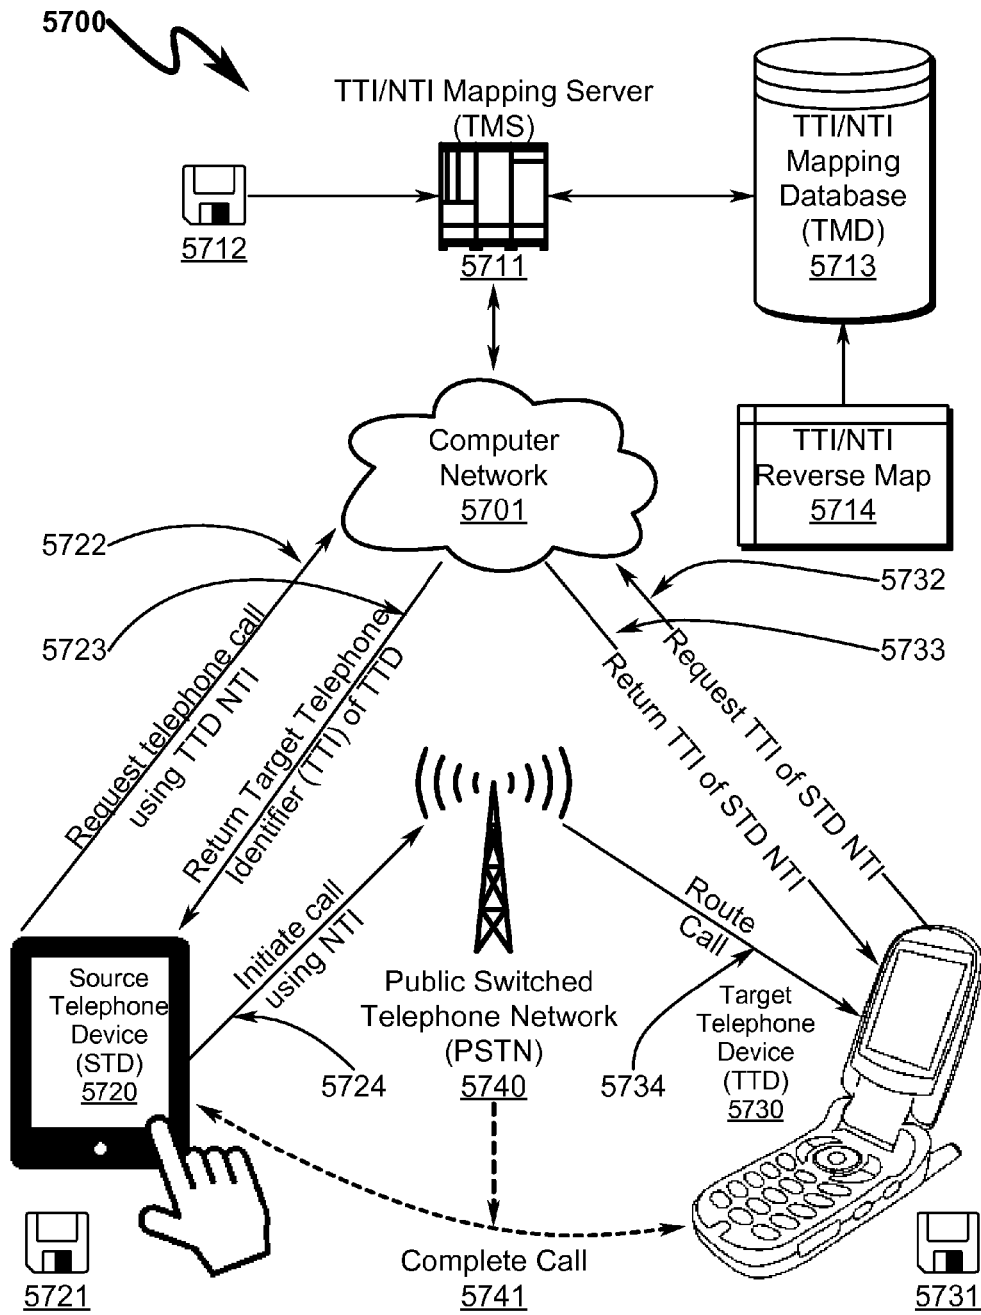 5700
TTI/NTI Mapping Server
(TMS)
5711
5712
TTI/NTI
Mapping
Database
(TMD)
5713
TTI/NTI
Reverse Map
5714
Computer
Network
5701
5722
5723
5732
5733
Request telephone call
using TTD NTI
Return Target Telephone
Identifier (TTI) of TTD
Return TTI of STD NTI
Request TTI of STD NTI
Initiate call
using NTI
Route
Call
Source
Telephone
Device
(STD)
5720
5724
Public Switched
Telephone Network
(PSTN)
5740
5734
Target
Telephone
Device
(TTD)
5730
5721
Complete Call
5741
5731